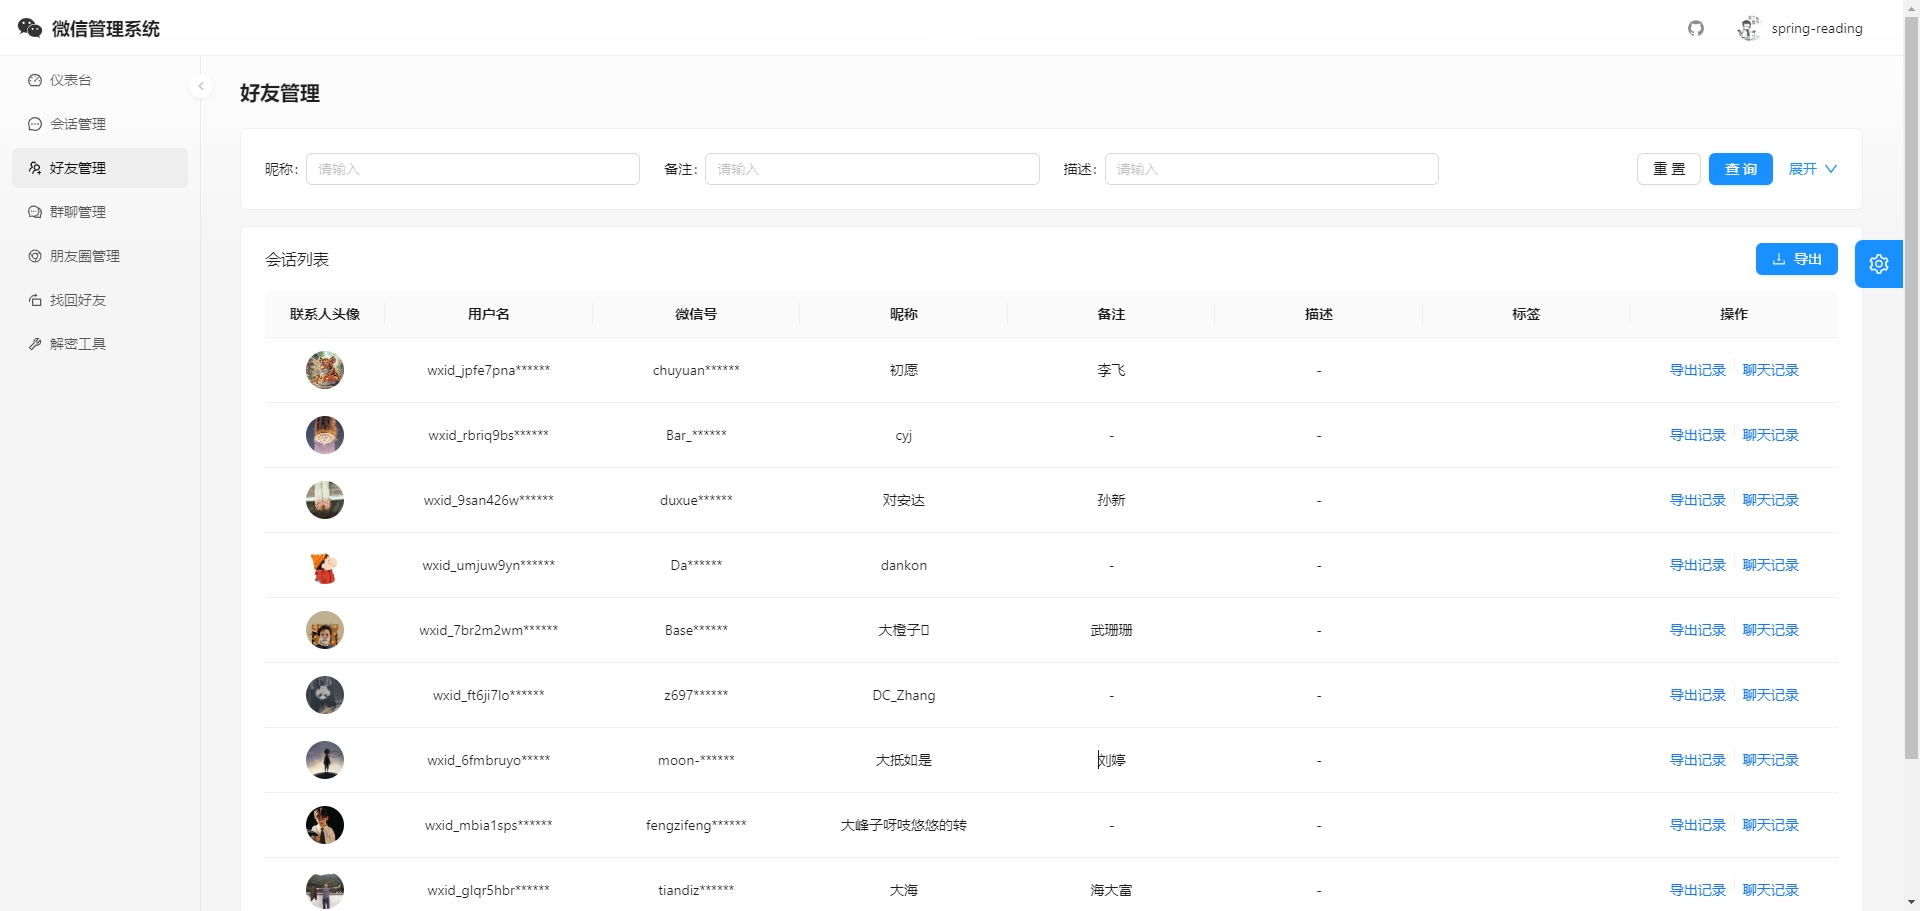 微信管理系统
spring-reading
仪表台
会话管理
好友管理
群聊管理
朋友圈管理
找回好友
解密工具
好友管理
昵称: 请输入 备注: 请输入 描述: 请输入 重 置 查 询 展开
会话列表 导出
联系人头像 用户名 微信号 昵称 备注 描述 标签 操作
wxid_jpfe7pna****** chuyuan****** 初愿 李飞 - 导出记录 聊天记录
wxid_rbriq9bs****** Bar_****** cyj - - 导出记录 聊天记录
wxid_9san426w****** duxue****** 对安达 孙新 - 导出记录 聊天记录
wxid_umjuw9yn****** Da****** dankon - - 导出记录 聊天记录
wxid_7br2m2wm****** Base****** 大橙子 武珊珊 - 导出记录 聊天记录
wxid_ft6ji7lo****** z697****** DC_Zhang - - 导出记录 聊天记录
wxid_6fmbruyo***** moon-****** 大抵如是 刘婷 - 导出记录 聊天记录
wxid_mbia1sps****** fengzifeng****** 大峰子呀吱悠悠的转 - - 导出记录 聊天记录
wxid_glqr5hbr****** tiandiz****** 大海 海大富 - 导出记录 聊天记录